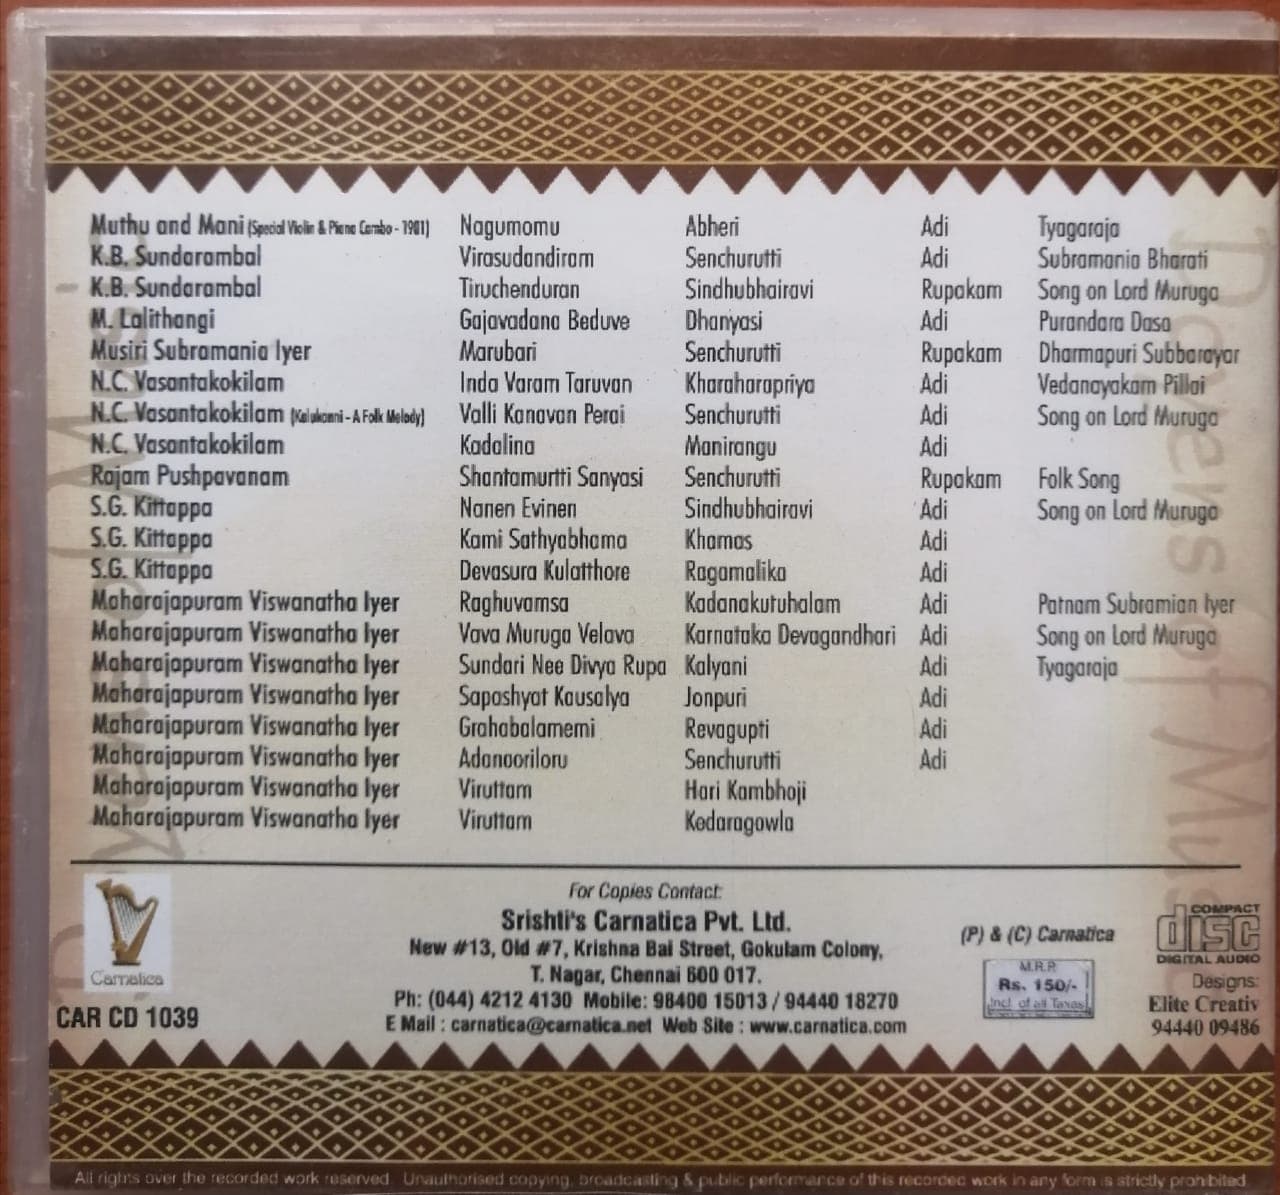 Muthu and Mani (Special Violin & Piano Combo - 1901) Nagumomu Abheri Adi Tyagaraja
K.B. Sundarambal Virasudandiram Senchurutti Adi Subramania Bharati
K.B. Sundarambal Tiruchenduran Sindhubhairavi Rupakam Song on Lord Muruga
M. Lalithangi Gajavadana Beduve Dhanyasi Adi Purandara Dasa
Musiri Subramania Iyer Marubari Senchurutti Rupakam Dharmapuri Subbarayar
N.C. Vasantakokilam Inda Varam Taruvan Kharaharapriya Adi Vedanayakam Pillai
N.C. Vasantakokilam (Kalukanni - A Folk Melody) Valli Kanavan Perai Senchurutti Adi Song on Lord Muruga
N.C. Vasantakokilam Kadalina Manirangu Adi
Rajam Pushpavanam Shantamurtti Sanyasi Senchurutti Rupakam Folk Song
S.G. Kittappa Nanen Evinen Sindhubhairavi Adi Song on Lord Muruga
S.G. Kittappa Kami Sathyabhama Khamas Adi
S.G. Kittappa Devasura Kulatthore Ragamalika Adi
Maharajapuram Viswanatha Iyer Raghuvamsa Kadanakutuhalam Adi Patnam Subramian Iyer
Maharajapuram Viswanatha Iyer Vava Muruga Velava Karnataka Devagandhari Adi Song on Lord Muruga
Maharajapuram Viswanatha Iyer Sundari Nee Divya Rupa Kalyani Adi Tyagaraja
Maharajapuram Viswanatha Iyer Sapashyat Kausalya Jonpuri Adi
Maharajapuram Viswanatha Iyer Grahabalamemi Revagupti Adi
Maharajapuram Viswanatha Iyer Adanooriloru Senchurutti Adi
Maharajapuram Viswanatha Iyer Viruttam Hari Kambhoji
Maharajapuram Viswanatha Iyer Viruttam Kedaragowla
Carnatica
CAR CD 1039
For Copies Contact:
Srishti's Carnatica Pvt. Ltd.
New #13, Old #7, Krishna Bai Street, Gokulam Colony,
T. Nagar, Chennai 600 017.
Ph: (044) 4212 4130 Mobile: 98400 15013 / 94440 18270
E Mail : carnatica@carnatica.net Web Site : www.carnatica.com
(P) & (C) Carnatica
M.R.P.
Rs. 150/-
Incl. of all Taxes
COMPACT
disc
DIGITAL AUDIO
Designs:
Elite Creativ
94440 09486
All rights over the recorded work reserved. Unauthorised copying, broadcasting & public performance of this recorded work in any form is strictly prohibited.